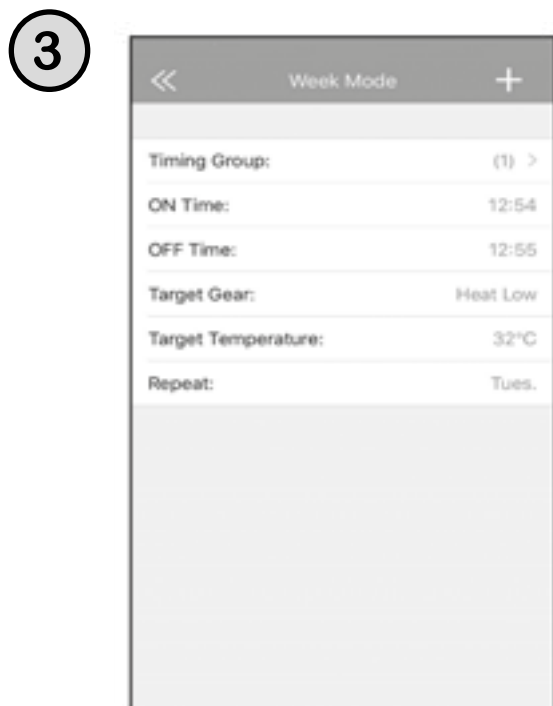 3
Week Mode
Timing Group: (1) >
ON Time: 12:54
OFF Time: 12:55
Target Gear: Heat Low
Target Temperature: 32°C
Repeat: Tues.